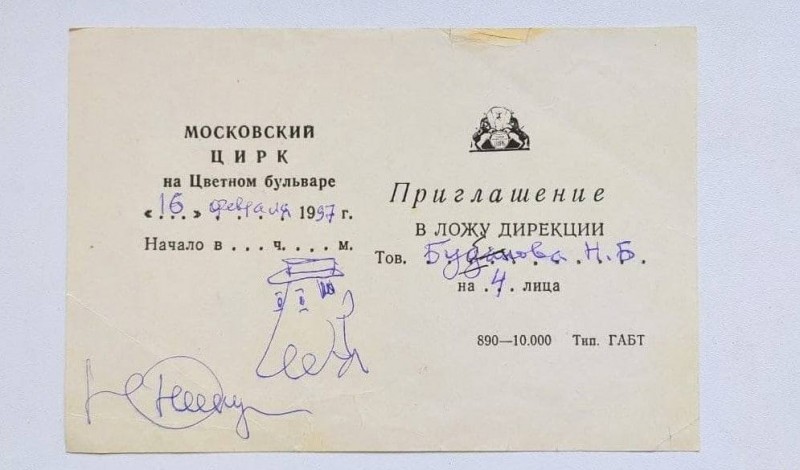 МОСКОВСКИЙ
ЦИРК
на Цветном бульваре
«16» февраля 1997 г.
Начало в . . . ч. . . . м.
Приглашение
В ЛОЖУ ДИРЕКЦИИ
Тов. Н. Б.
на 4 лица
890—10.000 Тип. ГАБТ